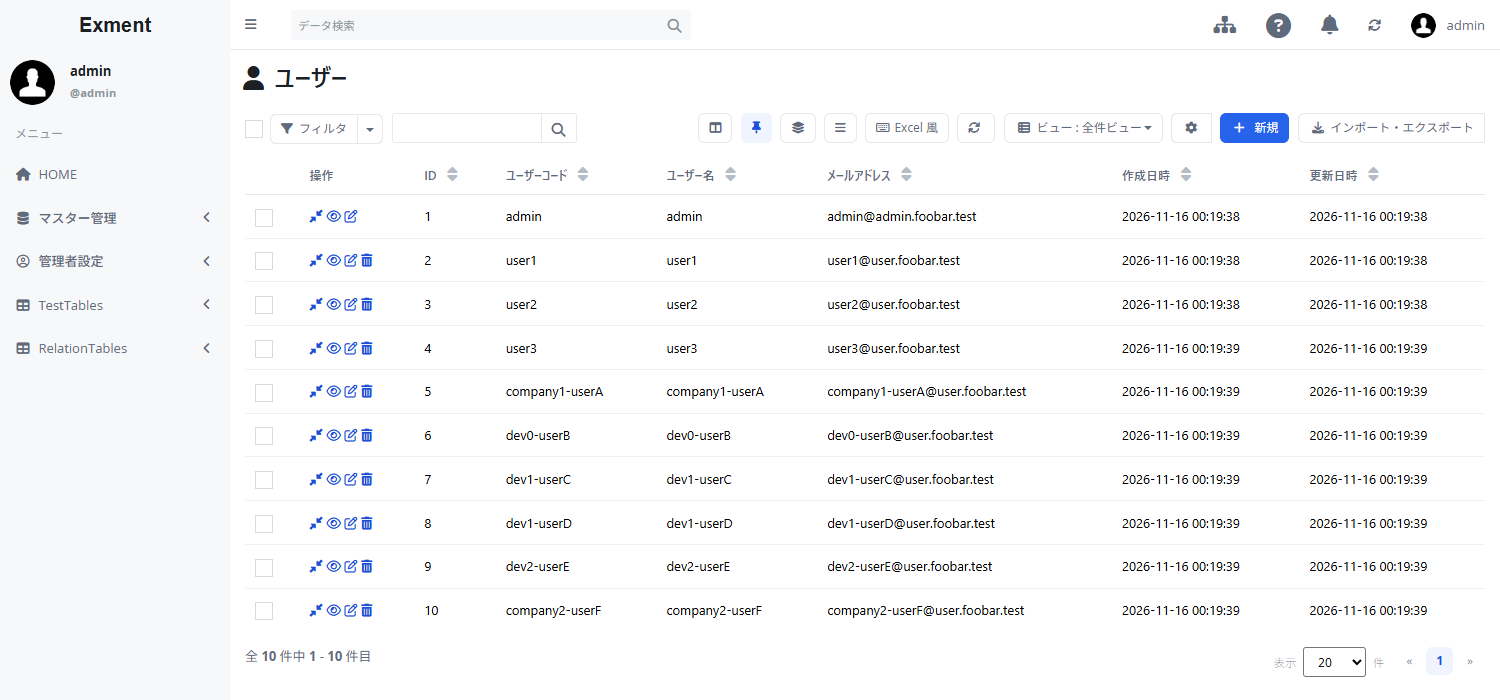 Exment
データ検索
admin
admin
@admin
メニュー
HOME
マスター管理
管理者設定
TestTables
RelationTables
ユーザー
フィルタ
Excel 風
ビュー : 全件ビュー
新規
インポート・エクスポート
操作 ID ユーザーコード ユーザー名 メールアドレス 作成日時 更新日時
1 admin admin admin@admin.foobar.test 2026-11-16 00:19:38 2026-11-16 00:19:38
2 user1 user1 user1@user.foobar.test 2026-11-16 00:19:38 2026-11-16 00:19:38
3 user2 user2 user2@user.foobar.test 2026-11-16 00:19:38 2026-11-16 00:19:38
4 user3 user3 user3@user.foobar.test 2026-11-16 00:19:39 2026-11-16 00:19:39
5 company1-userA company1-userA company1-userA@user.foobar.test 2026-11-16 00:19:39 2026-11-16 00:19:39
6 dev0-userB dev0-userB dev0-userB@user.foobar.test 2026-11-16 00:19:39 2026-11-16 00:19:39
7 dev1-userC dev1-userC dev1-userC@user.foobar.test 2026-11-16 00:19:39 2026-11-16 00:19:39
8 dev1-userD dev1-userD dev1-userD@user.foobar.test 2026-11-16 00:19:39 2026-11-16 00:19:39
9 dev2-userE dev2-userE dev2-userE@user.foobar.test 2026-11-16 00:19:39 2026-11-16 00:19:39
10 company2-userF company2-userF company2-userF@user.foobar.test 2026-11-16 00:19:39 2026-11-16 00:19:39
全 10 件中 1 - 10 件目
表示 20 件 « 1 »